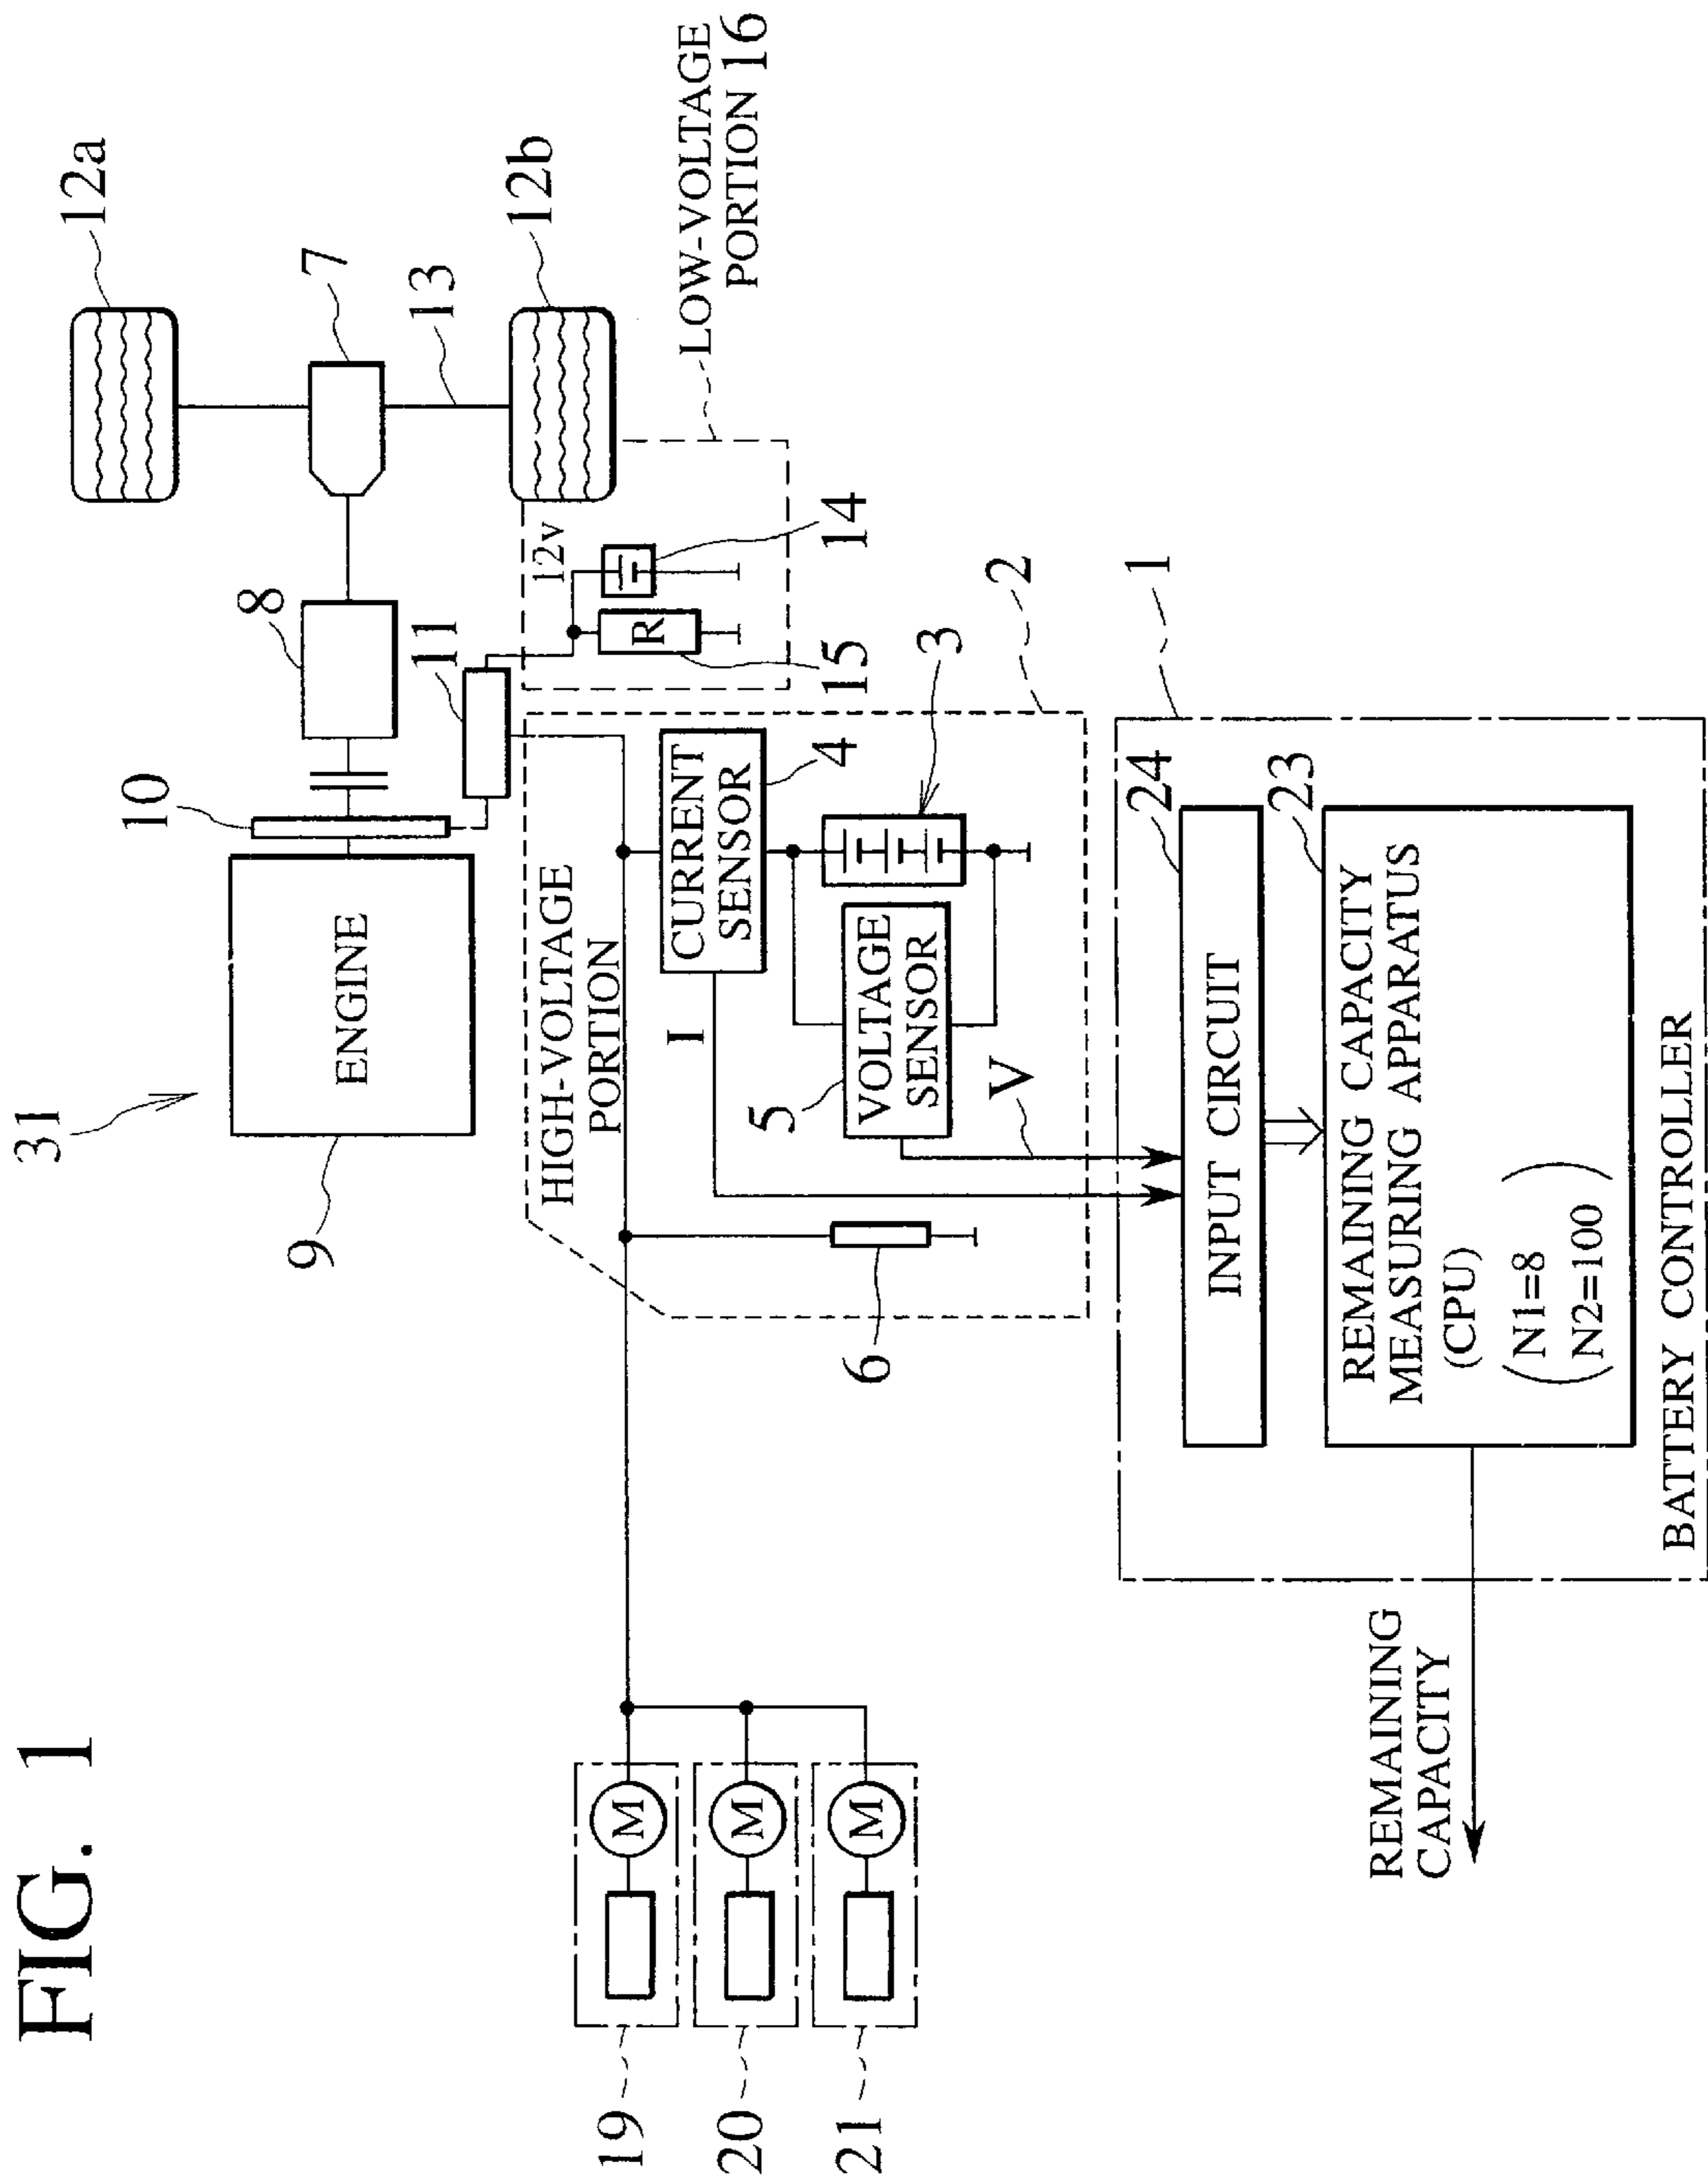 FIG. 1
31
9
ENGINE
10
8
11
7
13
12a
12b
LOW-VOLTAGE
PORTION 16
12v
14
R
15
HIGH-VOLTAGE
PORTION
2
CURRENT
SENSOR
4
I
3
VOLTAGE
SENSOR
5
V
6
1
24
INPUT CIRCUIT
23
REMAINING CAPACITY
MEASURING APPARATUS
(CPU)
(N1=8
N2=100)
BATTERY CONTROLLER
REMAINING
CAPACITY
M
19
M
20
M
21